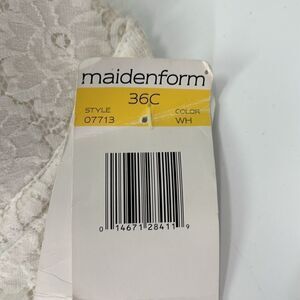 maidenform
36C
STYLE COLOR
07713 WH
0 14671 28411 9